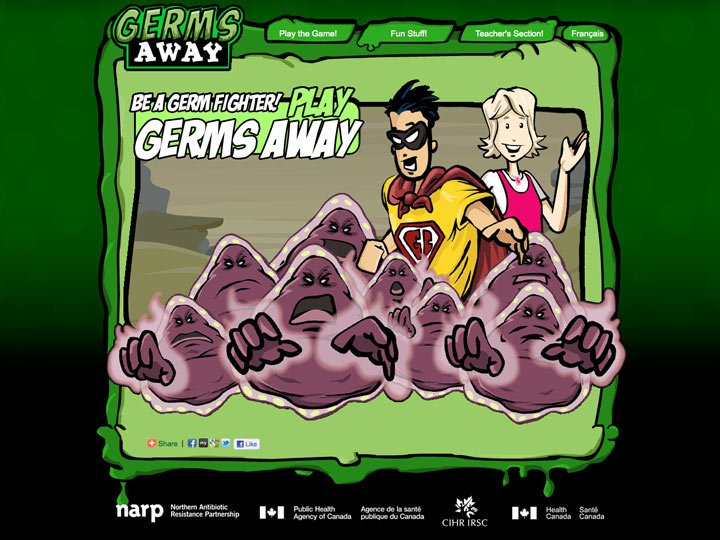 GERMS
AWAY
Play the Game!
Fun Stuff!
Teacher's Section!
Français
BE A GERM FIGHTER! PLAY
GERMS AWAY
GB
Share |
my
f Like
narp
Northern Antibiotic
Resistance Partnership
Public Health
Agency of Canada
Agence de la santé
publique du Canada
CIHR IRSC
Health
Canada
Santé
Canada